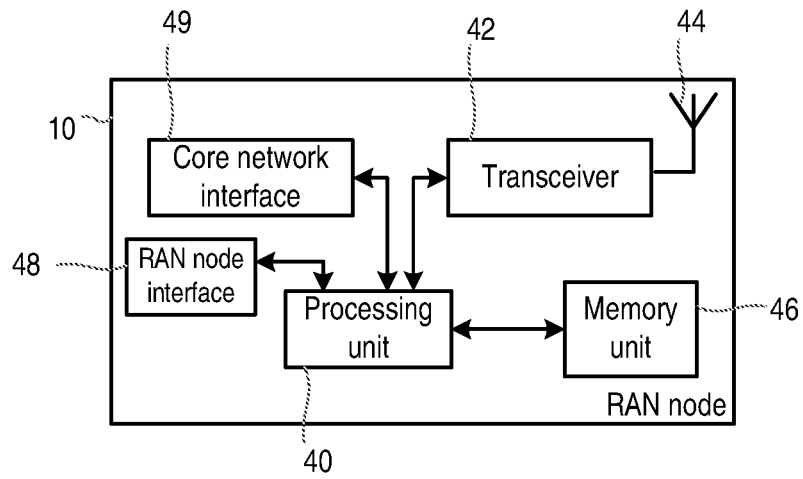 49
42
44
10
Core network
interface
Transceiver
48
RAN node
interface
Processing
unit
Memory
unit
46
RAN node
40